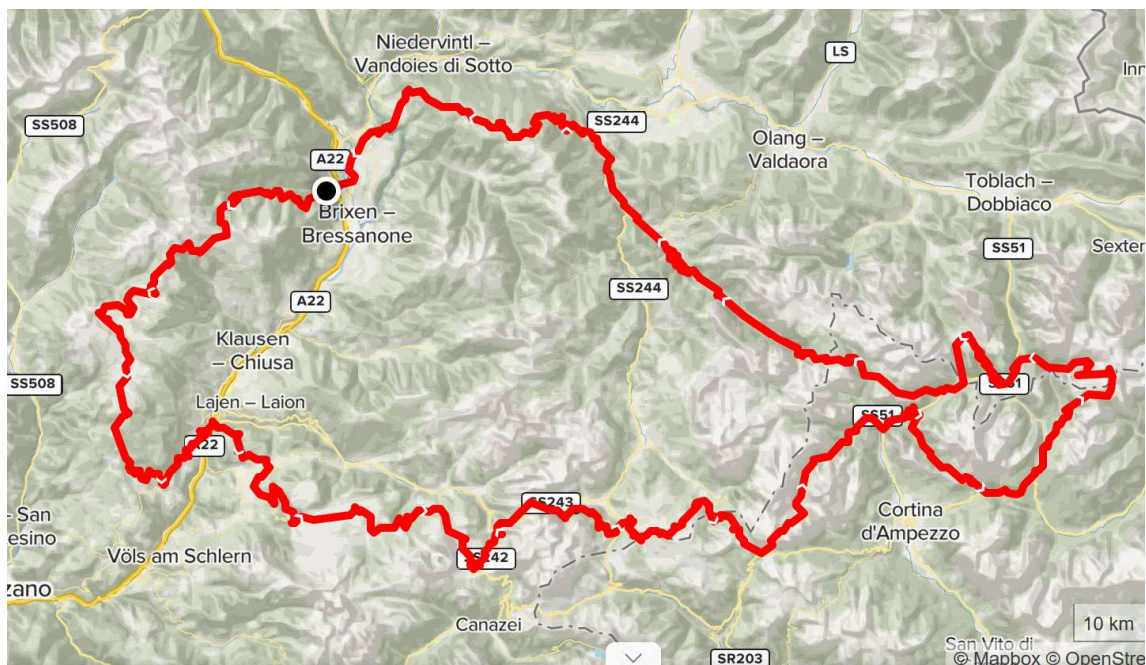 Niedervintl –
Vandoies di Sotto
LS
Inn
SS508
SS244
Olang –
Valdaora
A22
Toblach –
Dobbiaco
Brixen –
Bressanone
SS51
Sexter
SS244
A22
Klausen
– Chiusa
SS508
Lajen – Laion
SS51
A22
SS243
Cortina
d'Ampezzo
– San
esino
Völs am Schlern
SS242
zano
Canazei
10 km
San Vito di
SR203
© Mapbox © OpenStre